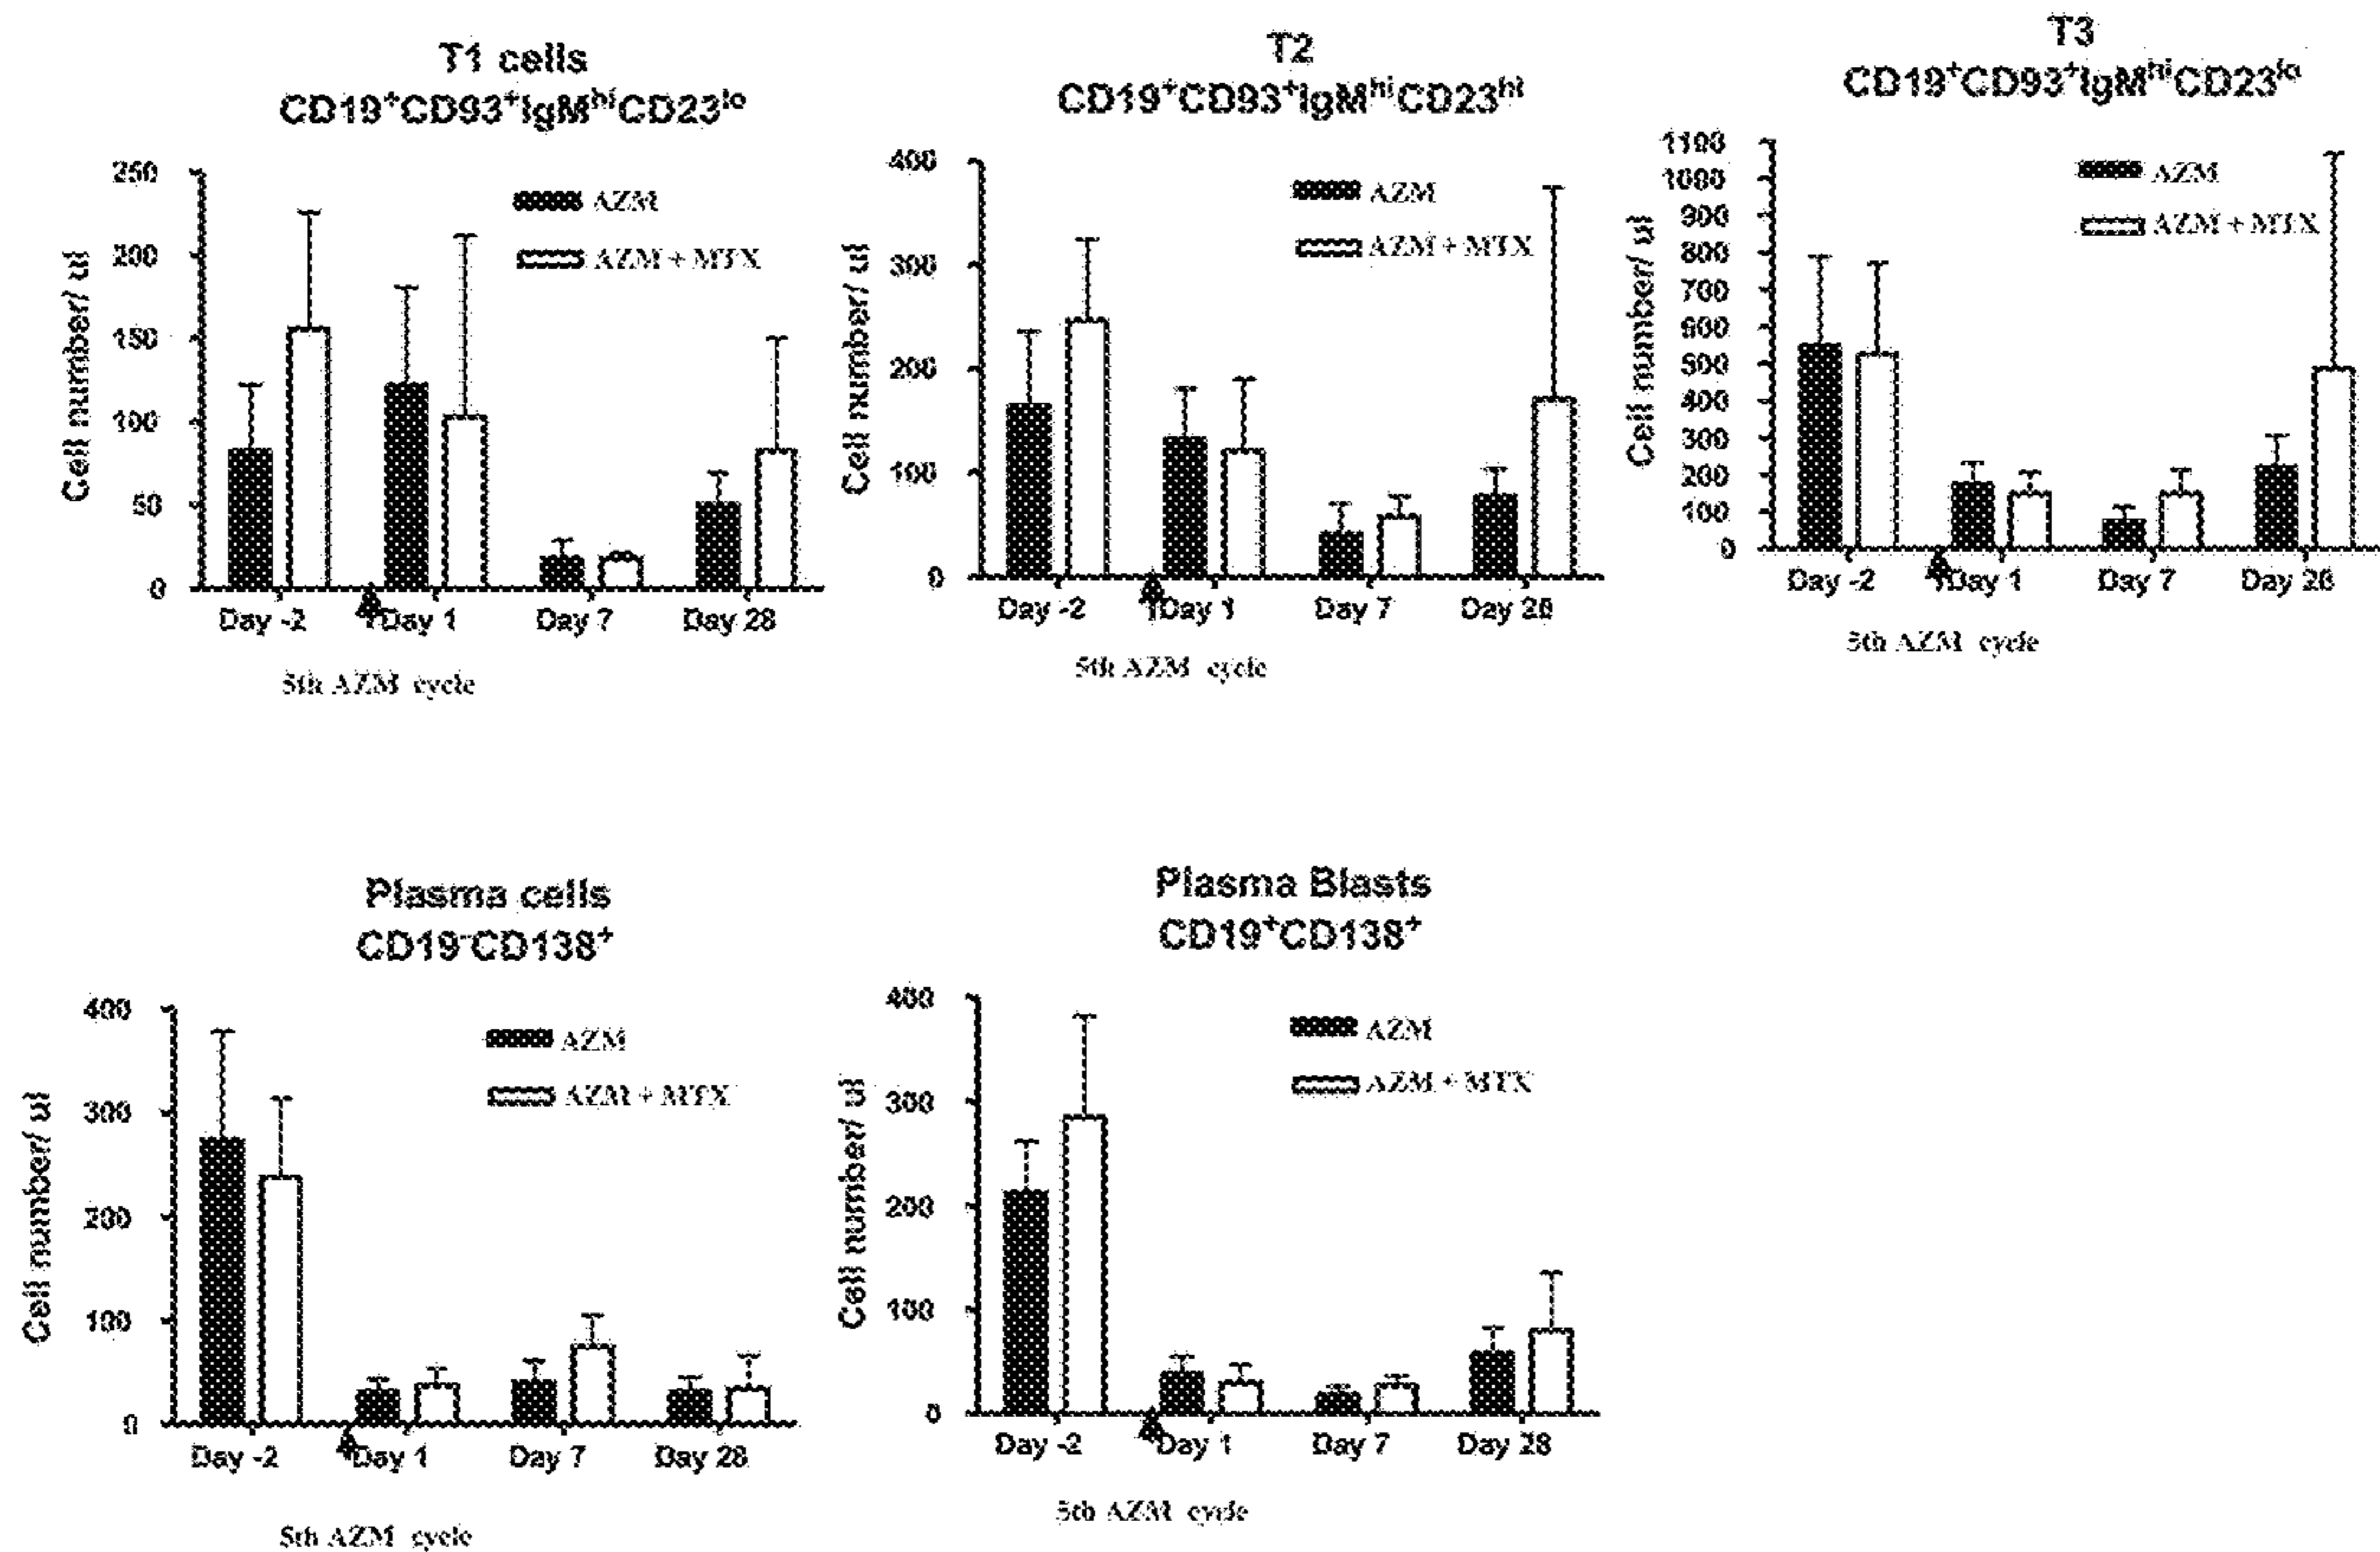 T1 cells
CD19⁺CD93⁺IgMʰⁱCD23ˡᵒ
250
200
150
100
50
0
Cell number/ ul
AZM
AZM + MTX
Day -2
Day 1
Day 7
Day 28
5th AZM cycle
T2
CD19⁺CD93⁺IgMʰⁱCD23ʰⁱ
400
300
200
100
0
Cell number/ ul
AZM
AZM + MTX
Day -2
Day 1
Day 7
Day 28
5th AZM cycle
T3
CD19⁺CD93⁺IgMʰⁱCD23ˡᵒ
1100
1000
900
800
700
600
500
400
300
200
100
0
Cell number/ ul
AZM
AZM + MTX
Day -2
Day 1
Day 7
Day 28
5th AZM cycle
Plasma cells
CD19⁻CD138⁺
400
300
200
100
0
Cell number/ ul
AZM
AZM + MTX
Day -2
Day 1
Day 7
Day 28
5th AZM cycle
Plasma Blasts
CD19⁺CD138⁺
400
300
200
100
0
Cell number/ ul
AZM
AZM + MTX
Day -2
Day 1
Day 7
Day 28
5th AZM cycle